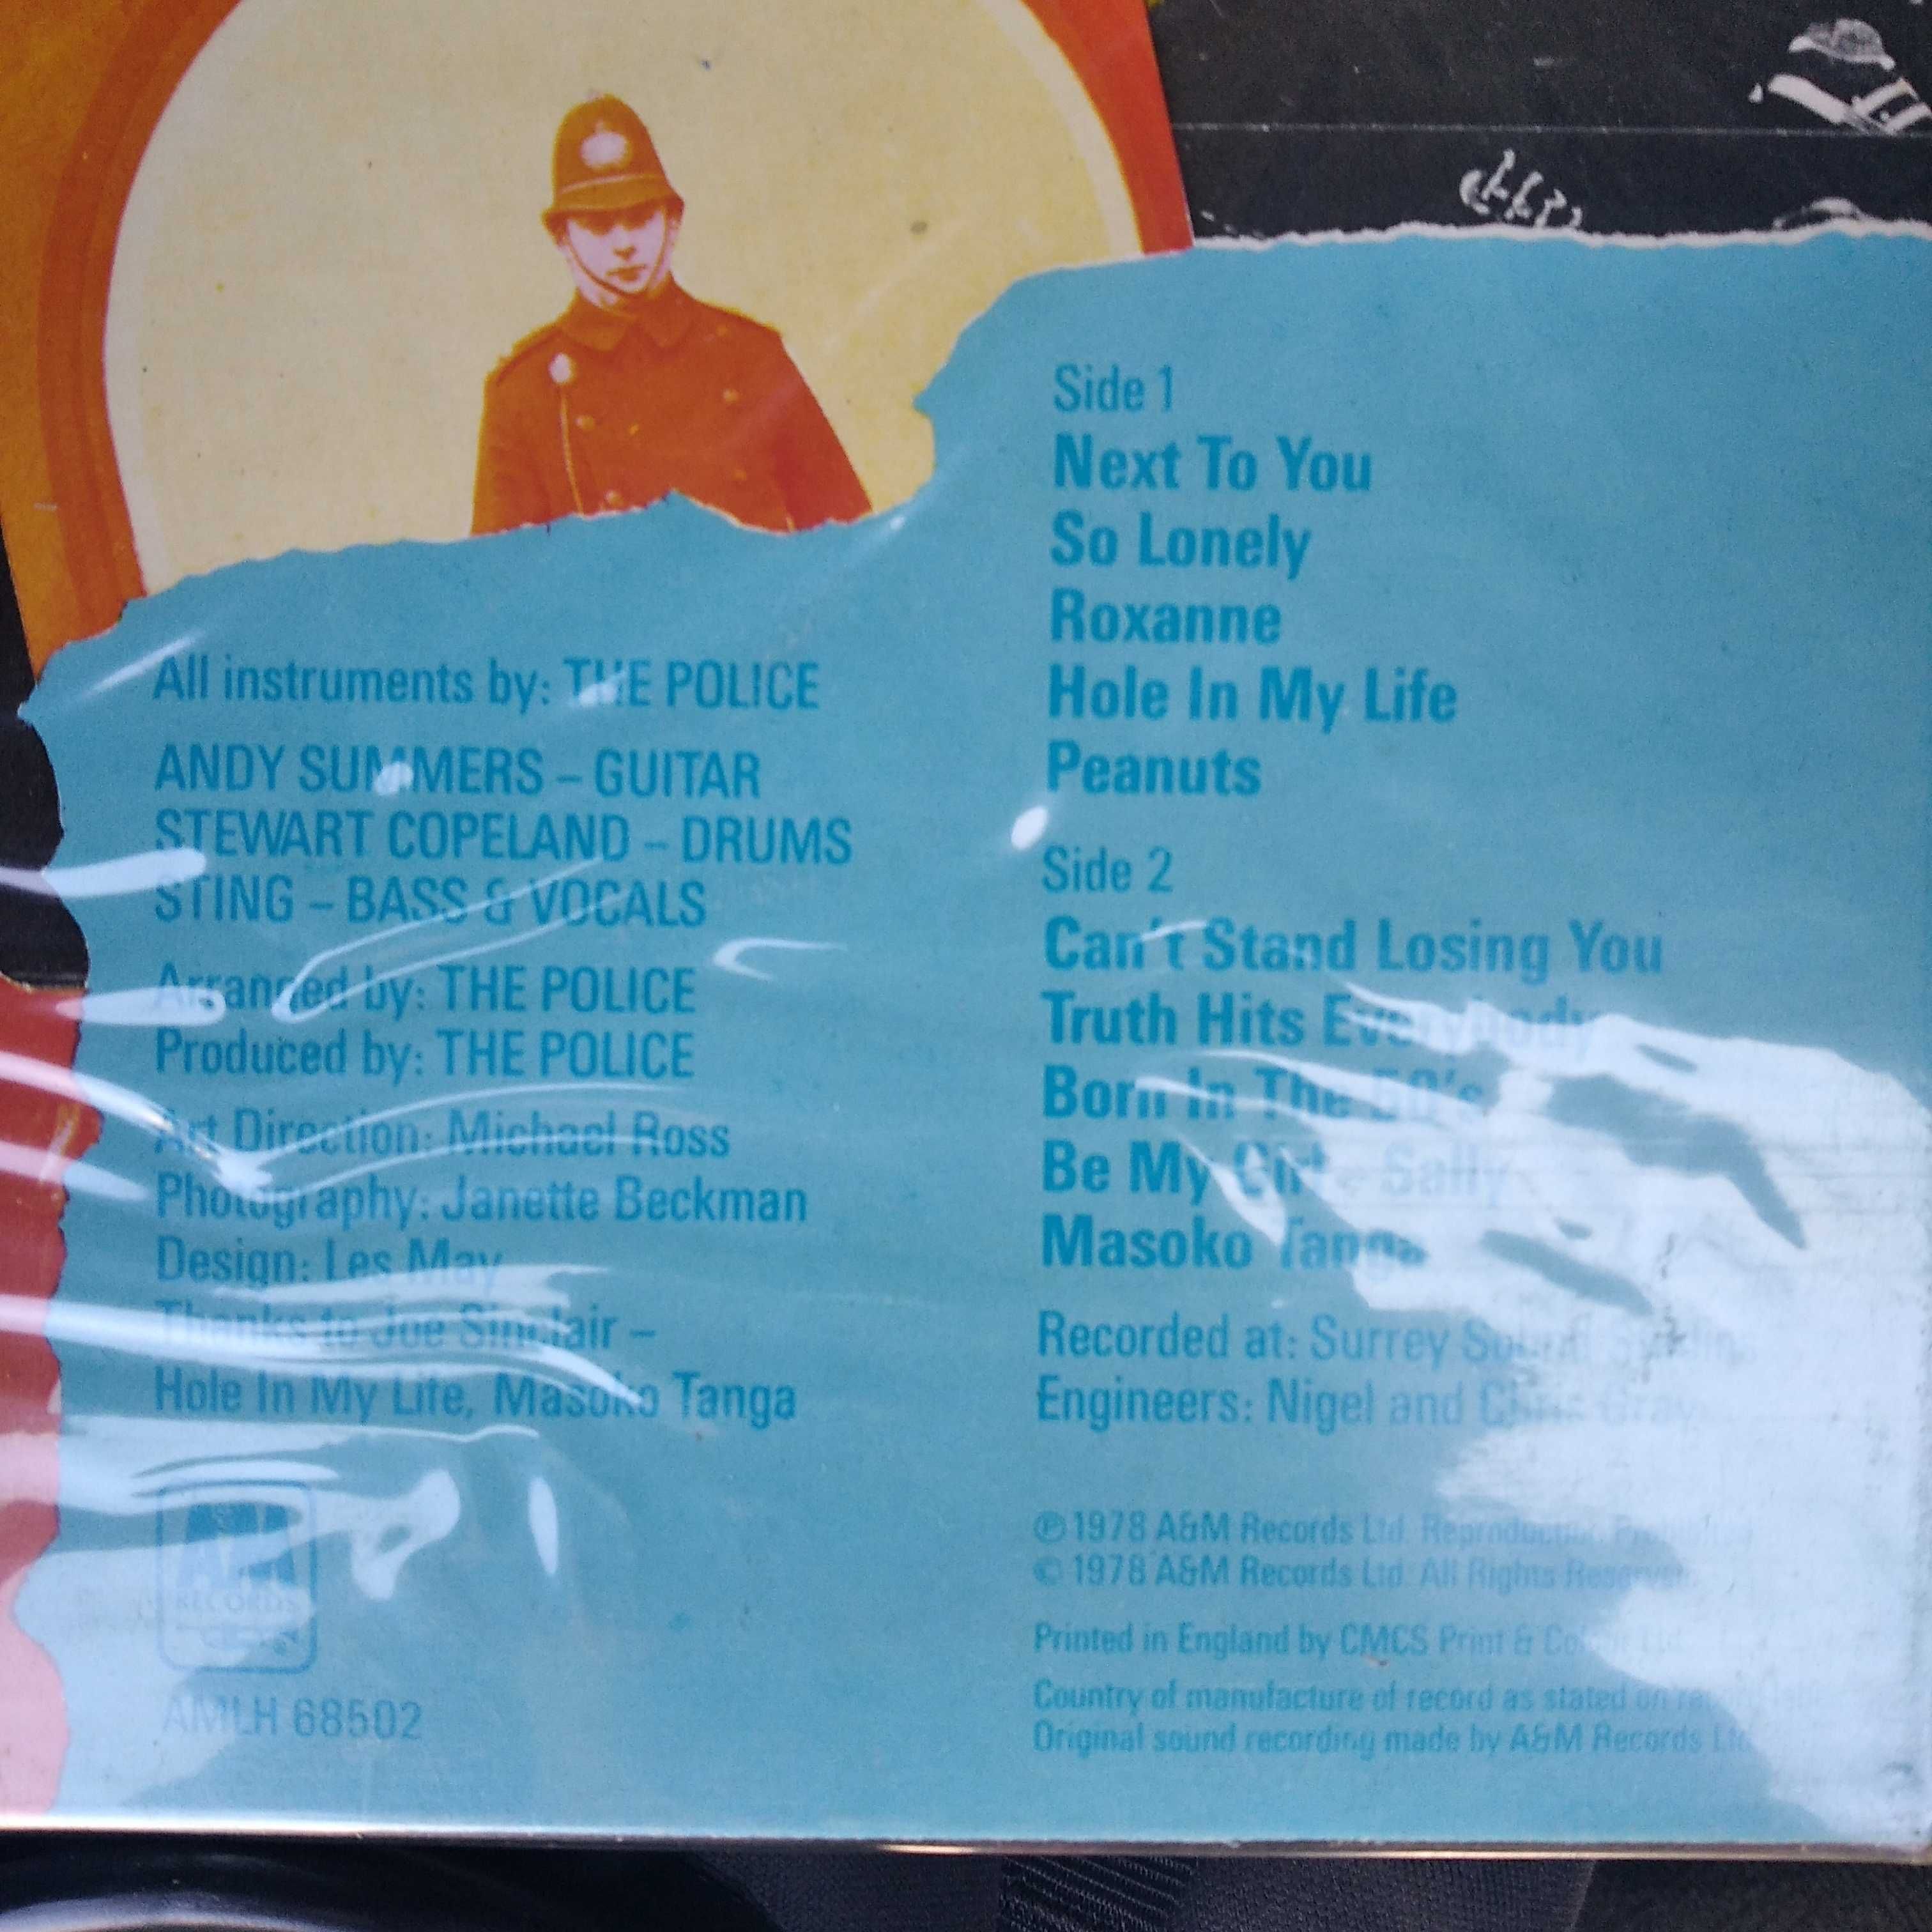 All instruments by: THE POLICE
ANDY SUMMERS – GUITAR
STEWART COPELAND – DRUMS
STING – BASS & VOCALS
Arranged by: THE POLICE
Produced by: THE POLICE
Art Direction: Michael Ross
Photography: Janette Beckman
Design: Les May
Thanks to Joe Sinclair –
Hole In My Life, Masoko Tanga
A&M
RECORDS
AMLH 68502
Side 1
Next To You
So Lonely
Roxanne
Hole In My Life
Peanuts
Side 2
Can't Stand Losing You
Truth Hits Everybody
Born In The 50's
Be My Girl – Sally
Masoko Tanga
Recorded at: Surrey Sound
Engineers: Nigel and Chris Gray
℗ 1978 A&M Records Ltd. Reproduction Prohibited
© 1978 A&M Records Ltd. All Rights Reserved
Printed in England by CMCS Print & Colour Ltd
Country of manufacture of record as stated on record label
Original sound recording made by A&M Records Ltd